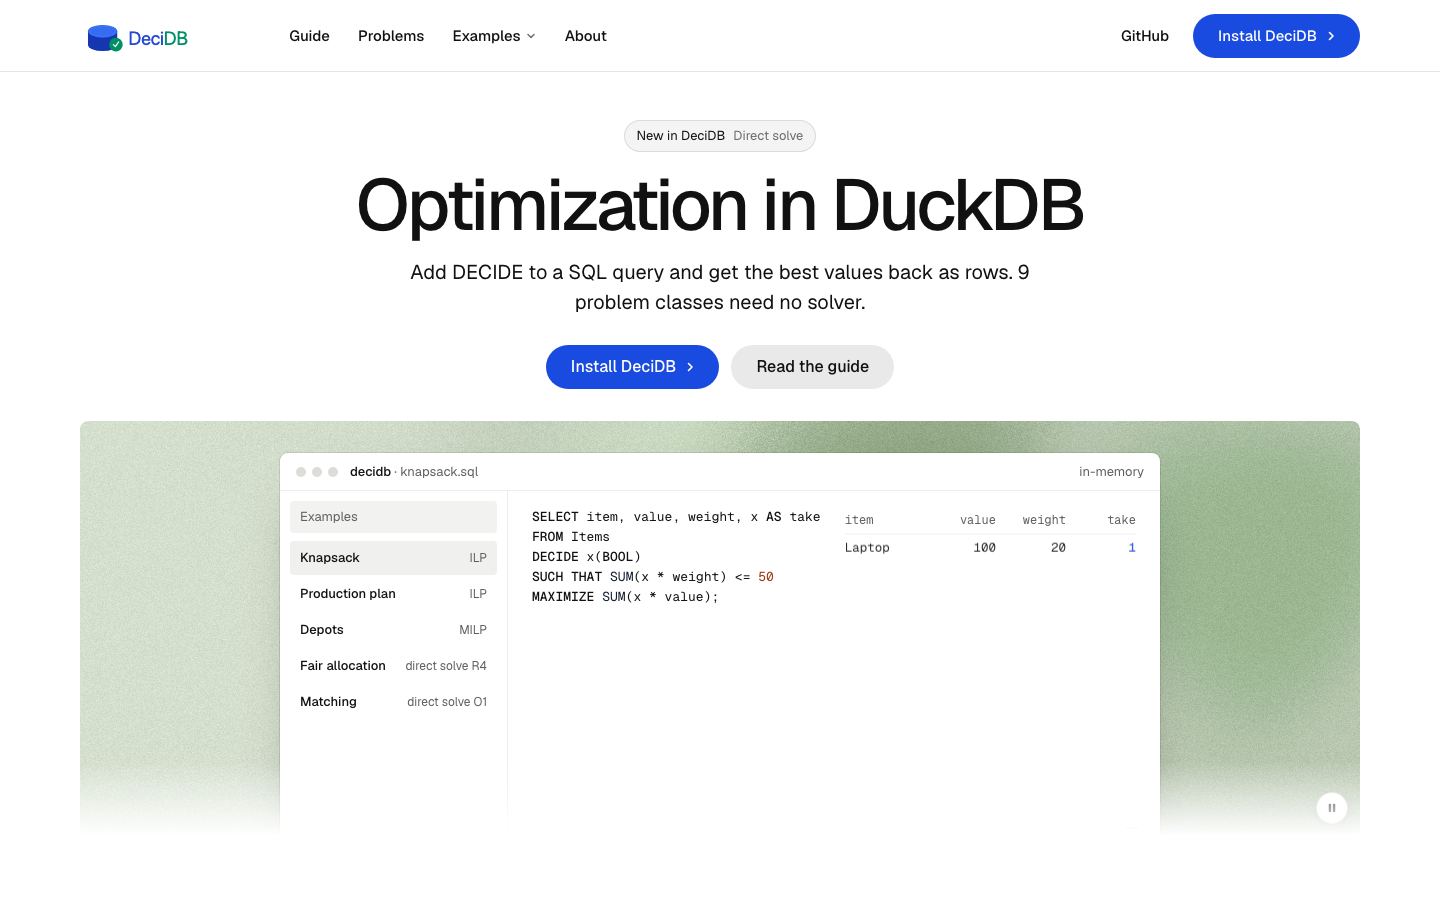 DeciDB
Guide
Problems
Examples
About
GitHub
Install DeciDB
New in DeciDB Direct solve
Optimization in DuckDB
Add DECIDE to a SQL query and get the best values back as rows. 9
problem classes need no solver.
Install DeciDB
Read the guide
decidb · knapsack.sql
in-memory
Examples
Knapsack ILP
Production plan ILP
Depots MILP
Fair allocation direct solve R4
Matching direct solve O1
SELECT item, value, weight, x AS take
FROM Items
DECIDE x(BOOL)
SUCH THAT SUM(x * weight) <= 50
MAXIMIZE SUM(x * value);
item value weight take
Laptop 100 20 1